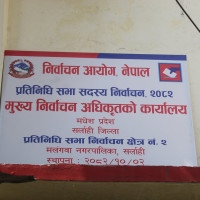 निर्वाचन आयोग, नेपाल
प्रतिनिधि सभा सदस्य निर्वाचन, २०८२
मुख्य निर्वाचन अधिकृतको कार्यालय
मधेश प्रदेश
सर्लाही जिल्ला
प्रतिनिधि सभा निर्वाचन क्षेत्र नं. २
मलंगवा नगरपालिका, सर्लाही
स्थापना : २०८२/१०/०३